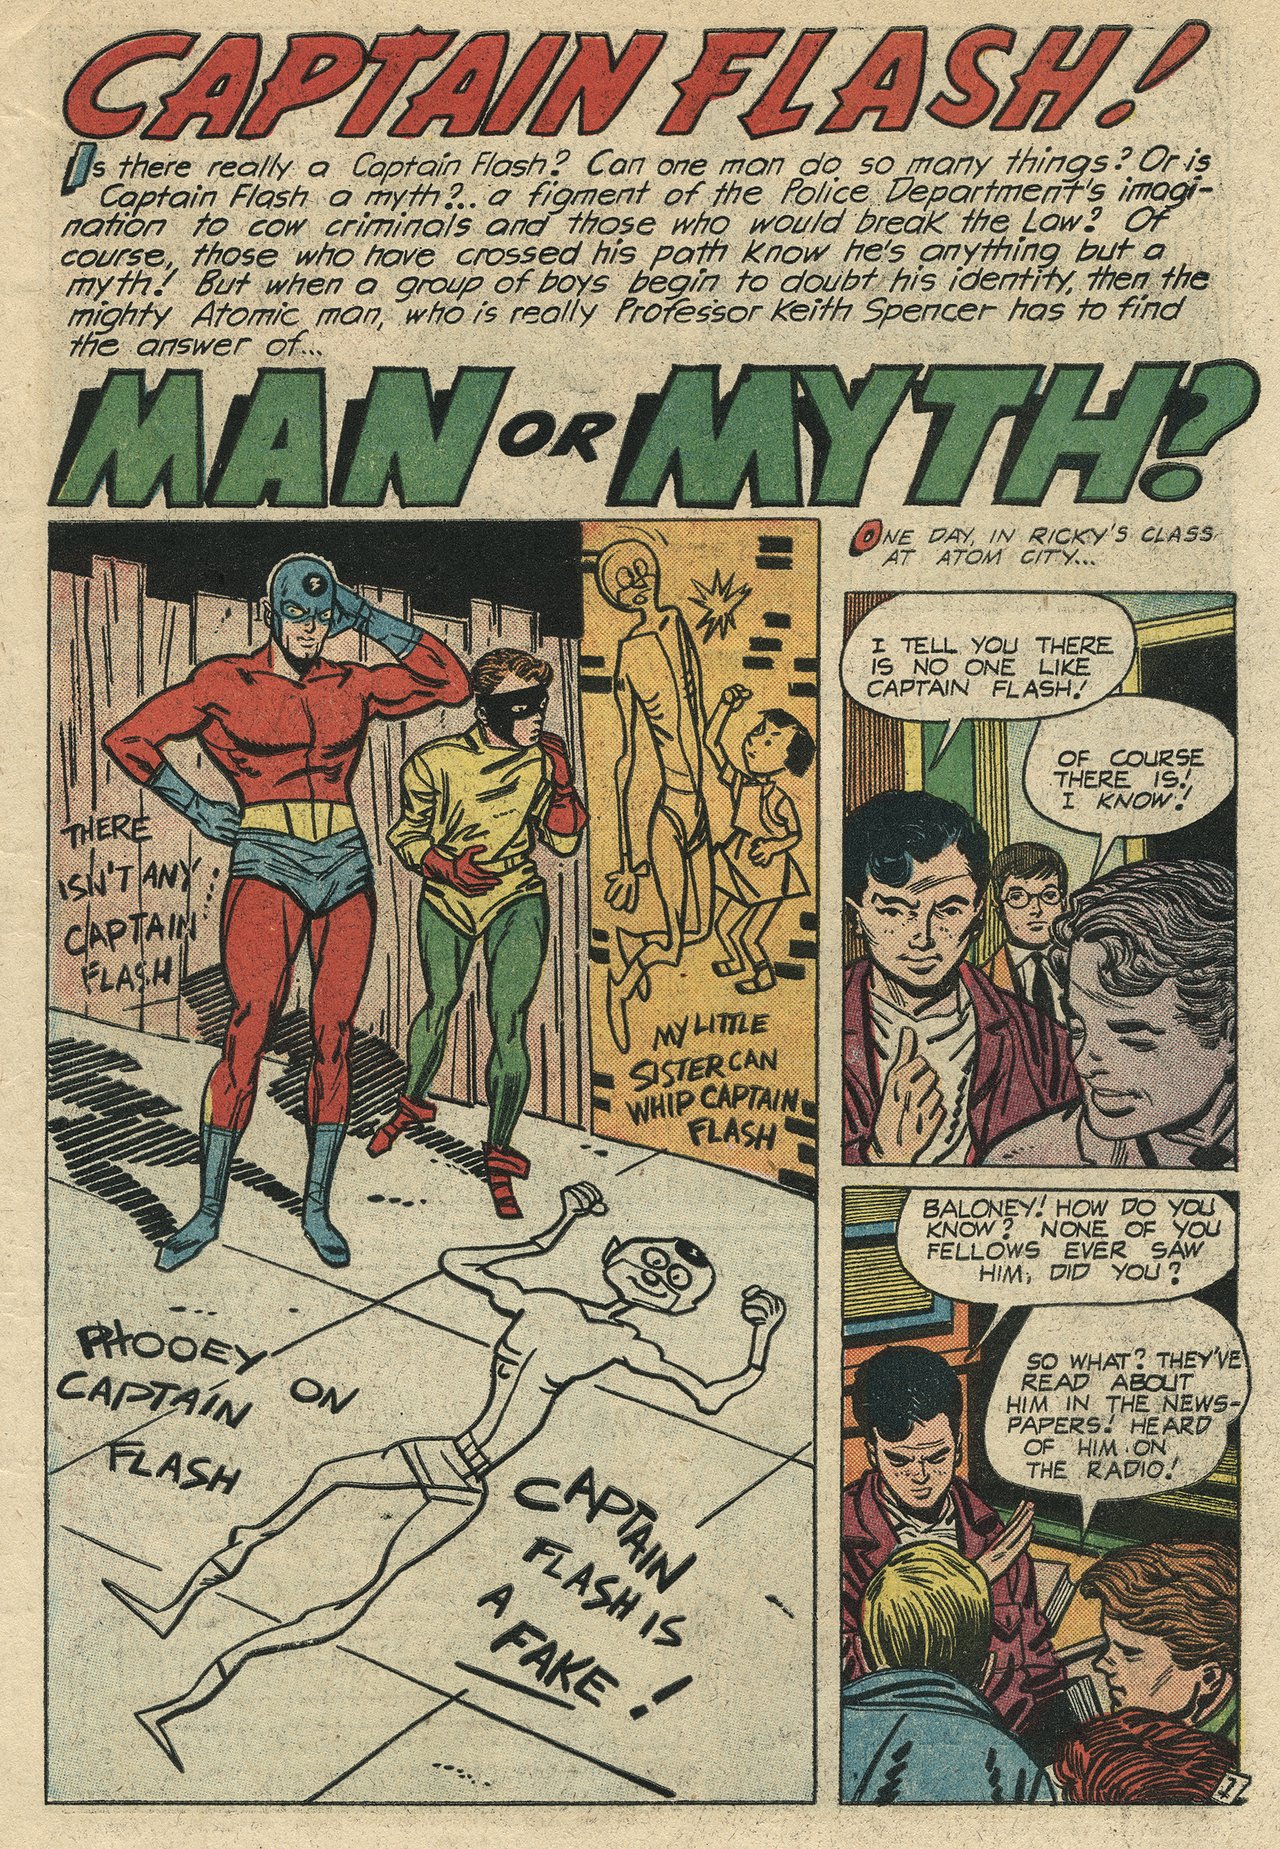 CAPTAIN FLASH!
Is there really a Captain Flash? Can one man do so many things? Or is
Captain Flash a myth?... a figment of the Police Department's imagi-
nation to cow criminals and those who would break the Law? Of
course, those who have crossed his path know he's anything but a
myth! But when a group of boys begin to doubt his identity, then the
mighty Atomic man, who is really Professor Keith Spencer has to find
the answer of...
MAN OR MYTH?
THERE
ISN'T ANY
CAPTAIN
FLASH
MY LITTLE
SISTER CAN
WHIP CAPTAIN
FLASH
PHOOEY ON
CAPTAIN
FLASH
CAPTAIN
FLASH IS
A FAKE!
ONE DAY, IN RICKY'S CLASS
AT ATOM CITY...
I TELL YOU THERE
IS NO ONE LIKE
CAPTAIN FLASH!
OF COURSE
THERE IS!
I KNOW!
BALONEY! HOW DO YOU
KNOW? NONE OF YOU
FELLOWS EVER SAW
HIM, DID YOU?
SO WHAT? THEY'VE
READ ABOUT
HIM IN THE NEWS-
PAPERS! HEARD
OF HIM ON
THE RADIO!
1